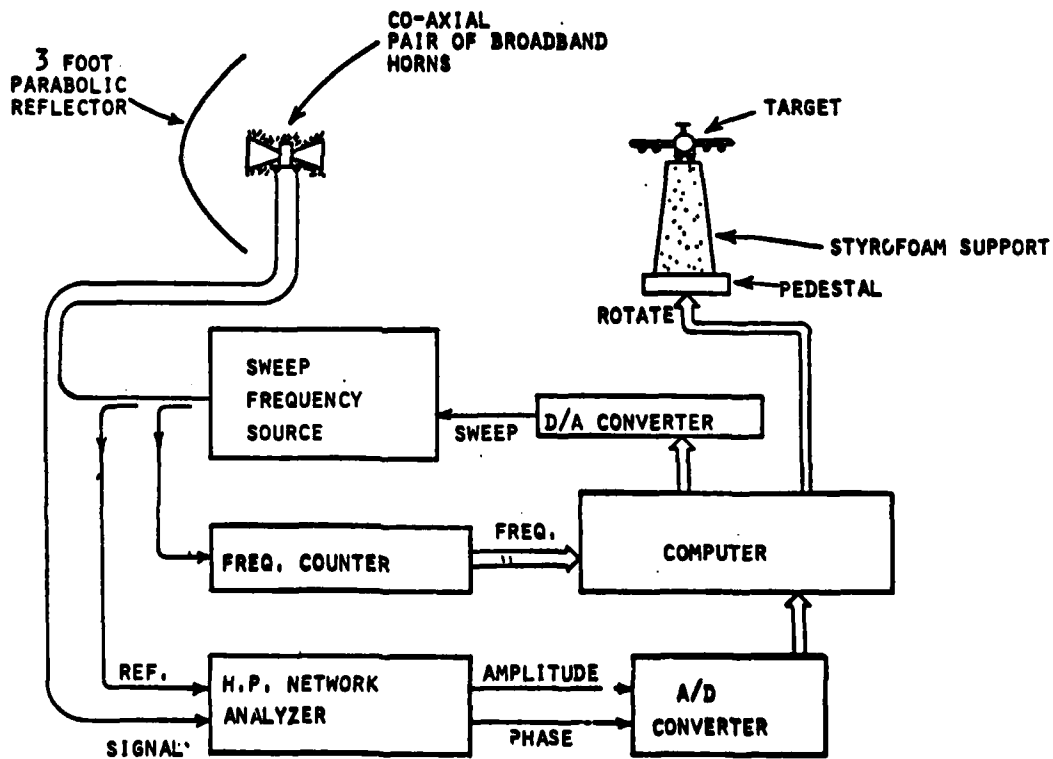 CO-AXIAL
PAIR OF BROADBAND
HORNS
3 FOOT
PARABOLIC
REFLECTOR
TARGET
STYROFOAM SUPPORT
PEDESTAL
ROTATE
SWEEP
FREQUENCY
SOURCE
SWEEP
D/A CONVERTER
FREQ. COUNTER
FREQ.
COMPUTER
REF.
SIGNAL
H.P. NETWORK
ANALYZER
AMPLITUDE
PHASE
A/D
CONVERTER